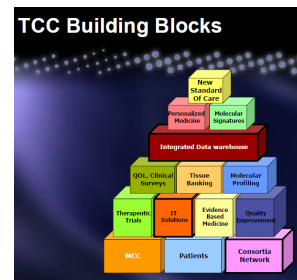 TCC Building Blocks
New
Standard
Of Care
Personalized
Medicine
Molecular
Signatures
Integrated Data warehouse
QOL, Clinical
Surveys
Tissue
Banking
Molecular
Profiling
Therapeutic
Trials
IT
Solutions
Evidence
Based
Medicine
Quality
Improvement
MCC
Patients
Consortia
Network